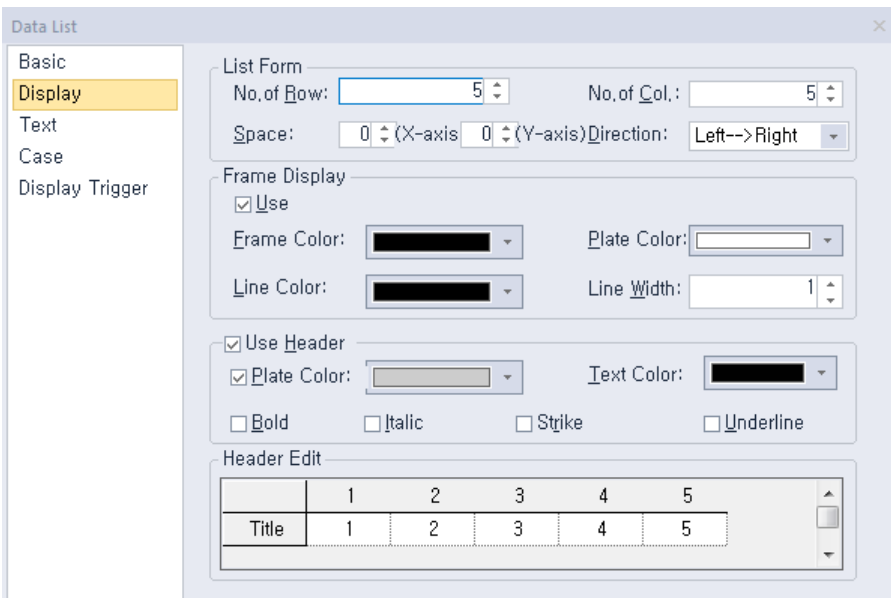 Data List
Basic
Display
Text
Case
Display Trigger
List Form
No.of Row: 5 No.of Col.: 5
Space: 0 (X-axis 0 (Y-axis) Direction: Left-->Right
Frame Display
Use
Frame Color: Plate Color:
Line Color: Line Width: 1
Use Header
Plate Color: Text Color:
Bold Italic Strike Underline
Header Edit
1 2 3 4 5
Title 1 2 3 4 5